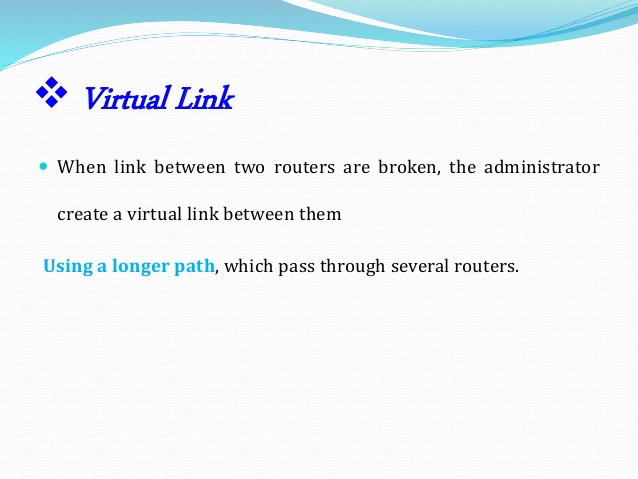 Virtual Link
When link between two routers are broken, the administrator
create a virtual link between them
Using a longer path, which pass through several routers.